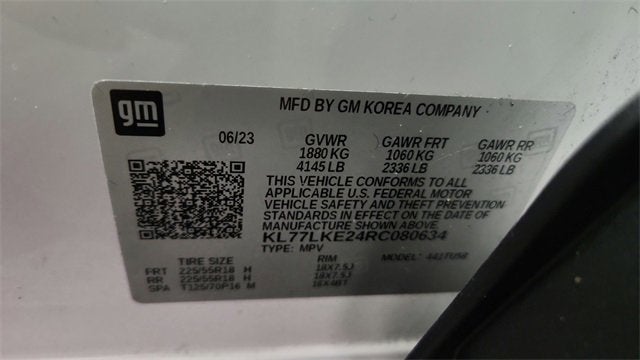 gm
MFD BY GM KOREA COMPANY
06/23 GVWR GAWR FRT GAWR RR
1880 KG 1060 KG 1060 KG
4145 LB 2336 LB 2336 LB
THIS VEHICLE CONFORMS TO ALL
APPLICABLE U.S. FEDERAL MOTOR
VEHICLE SAFETY AND THEFT PREVENTION
STANDARDS IN EFFECT ON THE DATE OF
MANUFACTURE SHOWN ABOVE.
KL77LKE24RC080634
TYPE: MPV MODEL: 441TU58
TIRE SIZE RIM
FRT 225/55R18 H 18X7.5J
RR 225/55R18 H 18X7.5J
SPA T125/70P16 M 16X4BT